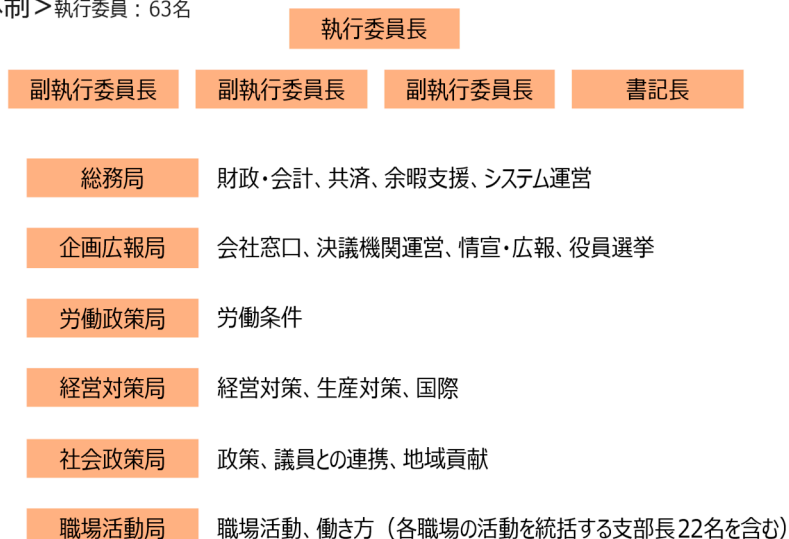 制＞執行委員：63名
執行委員長
副執行委員長 副執行委員長 副執行委員長 書記長
総務局 財政・会計、共済、余暇支援、システム運営
企画広報局 会社窓口、決議機関運営、情宣・広報、役員選挙
労働政策局 労働条件
経営対策局 経営対策、生産対策、国際
社会政策局 政策、議員との連携、地域貢献
職場活動局 職場活動、働き方（各職場の活動を統括する支部長22名を含む）